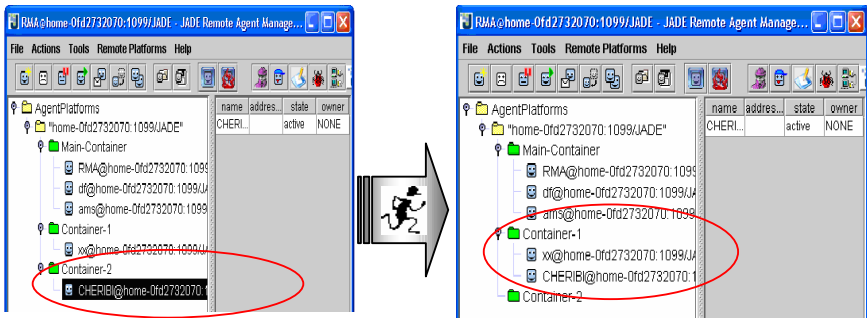 RMA@home-0fd2732070:1099/JADE - JADE Remote Agent Manage...
File Actions Tools Remote Platforms Help
AgentPlatforms
"home-0fd2732070:1099/JADE"
Main-Container
RMA@home-0fd2732070:1099
df@home-0fd2732070:1099/JA
ams@home-0fd2732070:1099
Container-1
xx@home-0fd2732070:1099/JA
Container-2
CHERIBI@home-0fd2732070:1
name addres... state owner
CHERI... active NONE
RMA@home-0fd2732070:1099/JADE - JADE Remote Agent Manage...
File Actions Tools Remote Platforms Help
AgentPlatforms
"home-0fd2732070:1099/JADE"
Main-Container
RMA@home-0fd2732070:1099
df@home-0fd2732070:1099/JA
ams@home-0fd2732070:1099
Container-1
xx@home-0fd2732070:1099/JA
CHERIBI@home-0fd2732070:1
Container-2
name addres... state owner
CHERI... active NONE